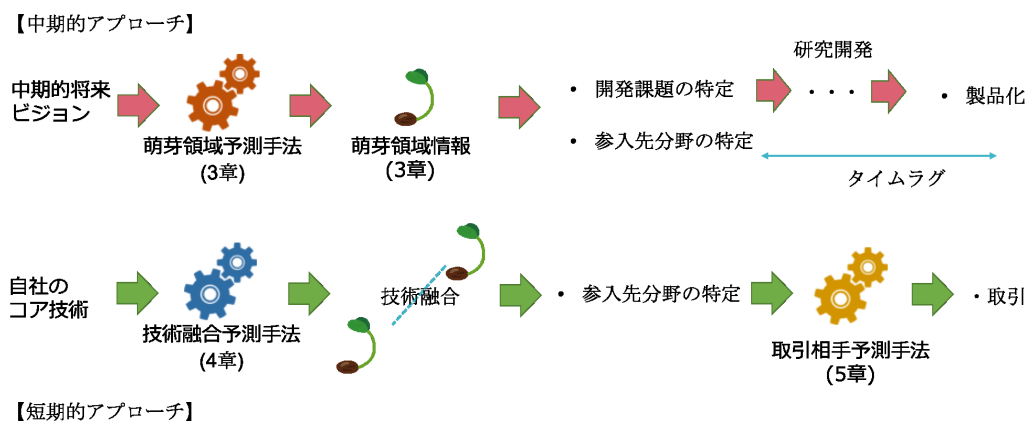 【中期的アプローチ】
中期的将来
ビジョン
萌芽領域予測手法
(3章)
萌芽領域情報
(3章)
・ 開発課題の特定
・ 参入先分野の特定
研究開発
・・・
・ 製品化
タイムラグ
自社の
コア技術
技術融合予測手法
(4章)
技術融合
・ 参入先分野の特定
取引相手予測手法
(5章)
・取引
【短期的アプローチ】